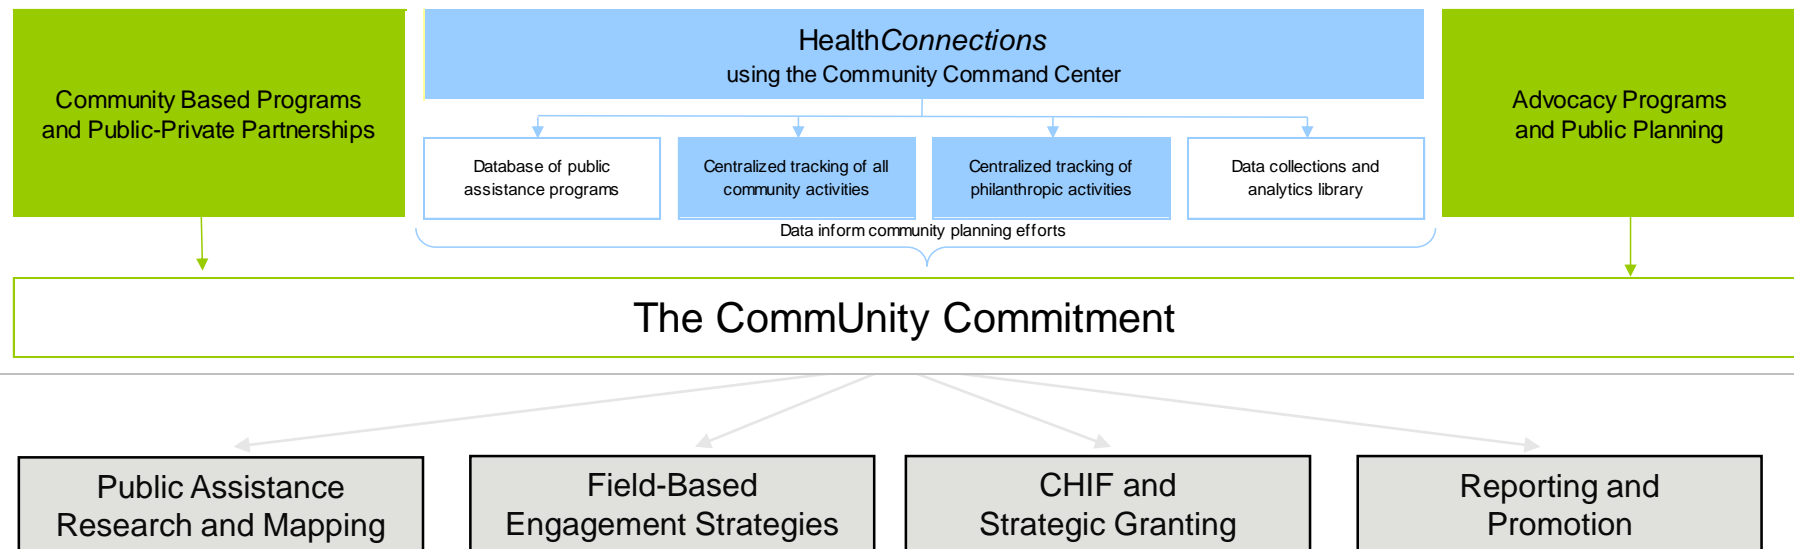 Community Based Programs
and Public-Private Partnerships
HealthConnections
using the Community Command Center
Advocacy Programs
and Public Planning
Database of public
assistance programs
Centralized tracking of all
community activities
Centralized tracking of
philanthropic activities
Data collections and
analytics library
Data inform community planning efforts
The CommUnity Commitment
Public Assistance
Research and Mapping
Field-Based
Engagement Strategies
CHIF and
Strategic Granting
Reporting and
Promotion